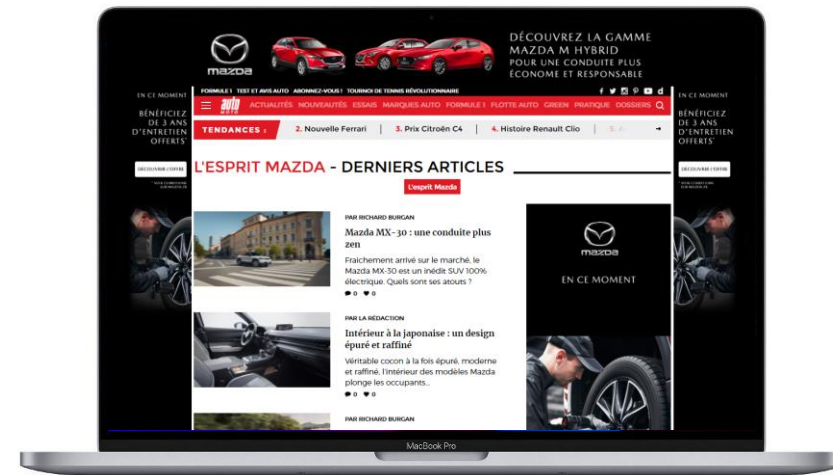 mazda
DÉCOUVREZ LA GAMME
MAZDA M HYBRID
POUR UNE CONDUITE PLUS
ÉCONOME ET RESPONSABLE
FORMULE 1 TEST ET AVIS AUTO ABONNEZ-VOUS ! TOURNOI DE TENNIS RÉVOLUTIONNAIRE
auto
moto
ACTUALITÉS NOUVEAUTÉS ESSAIS MARQUES AUTO FORMULE 1 FLOTTE AUTO GREEN PRATIQUE DOSSIERS
TENDANCES : 2. Nouvelle Ferrari 3. Prix Citroën C4 4. Histoire Renault Clio 5. A
EN CE MOMENT
BÉNÉFICIEZ
DE 3 ANS
D'ENTRETIEN
OFFERTS*
DÉCOUVRIR L'OFFRE
L'ESPRIT MAZDA - DERNIERS ARTICLES
L'esprit Mazda
PAR RICHARD BURGAN
Mazda MX-30 : une conduite plus
zen
Fraichement arrivé sur le marché, le
Mazda MX-30 est un inédit SUV 100%
électrique. Quels sont ses atouts ?
0 0
PAR LA RÉDACTION
Intérieur à la japonaise : un design
épuré et raffiné
Véritable cocon à la fois épuré, moderne
et raffiné, l'intérieur des modèles Mazda
plonge les occupants...
0 0
PAR RICHARD BURGAN
mazda
EN CE MOMENT
EN CE MOMENT
BÉNÉFICIEZ
DE 3 ANS
D'ENTRETIEN
OFFERTS*
DÉCOUVRIR L'OFFRE
MacBook Pro